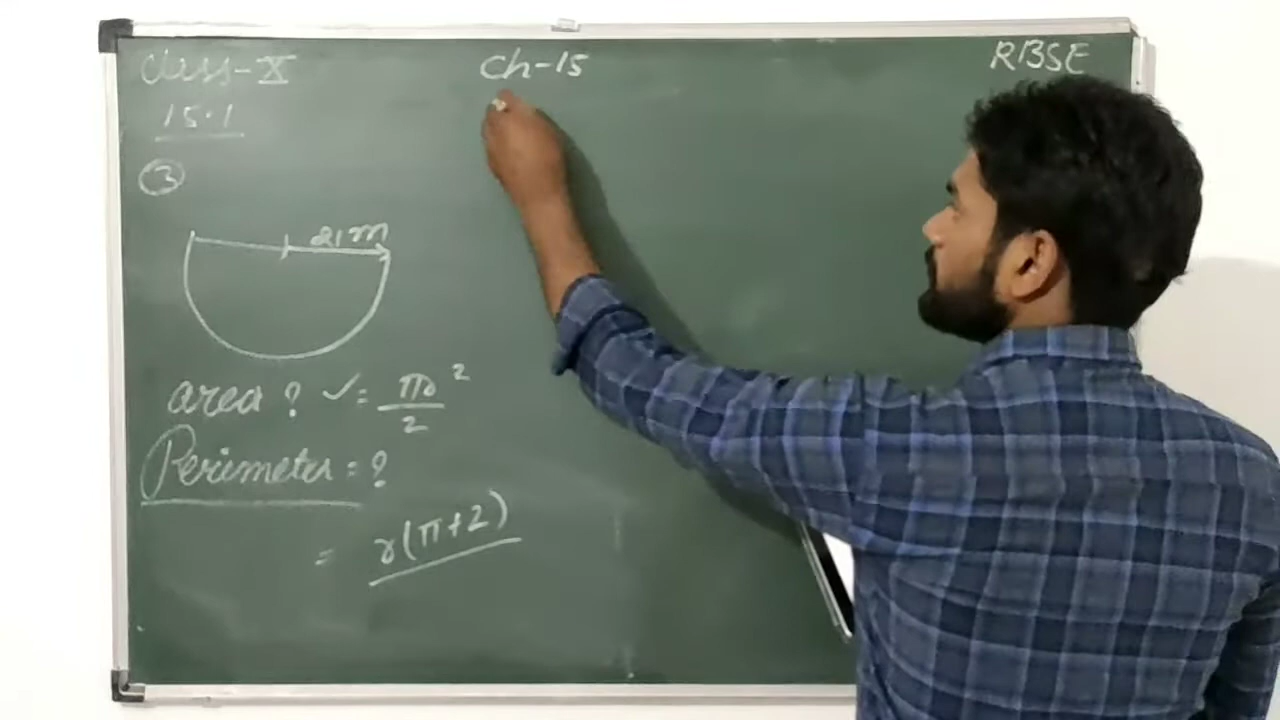 Class-X
Ch-15
RBSE
15.1
3
21m
area ? ✓ = πr²/2
Perimeter = ?
= r(π+2)